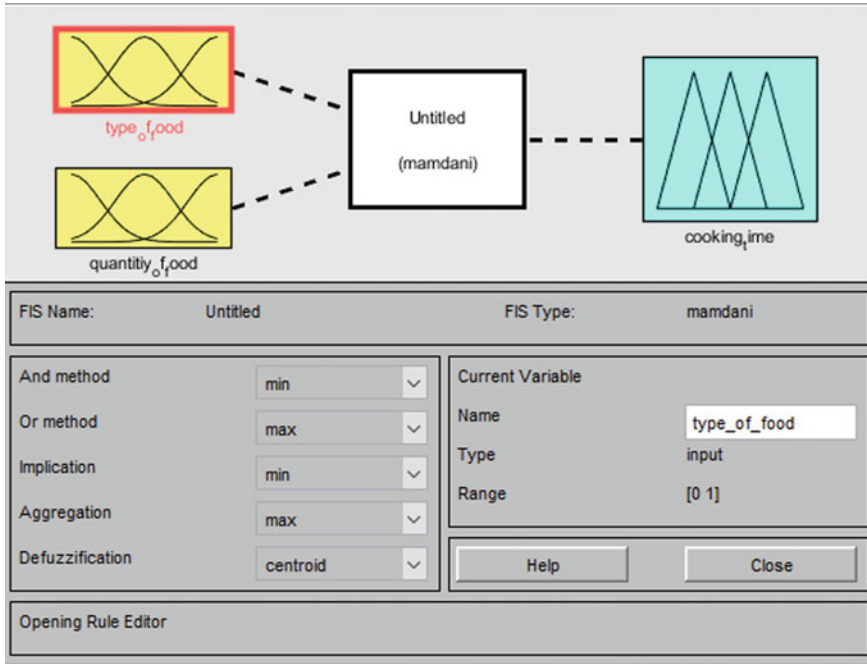 type_of_food
Untitled
(mamdani)
quantitiy_of_food
cooking_time
FIS Name: Untitled FIS Type: mamdani
And method min
Or method max
Implication min
Aggregation max
Defuzzification centroid
Current Variable
Name type_of_food
Type input
Range [0 1]
Help Close
Opening Rule Editor